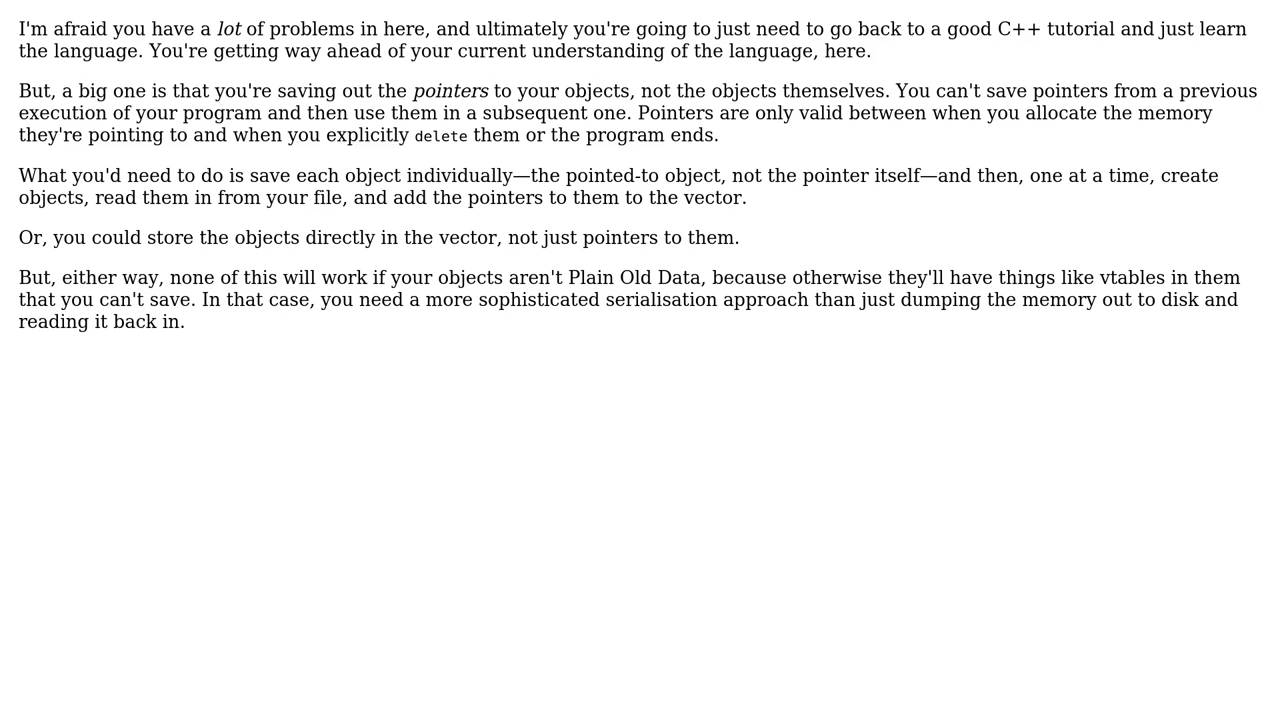 I'm afraid you have a lot of problems in here, and ultimately you're going to just need to go back to a good C++ tutorial and just learn
the language. You're getting way ahead of your current understanding of the language, here.
But, a big one is that you're saving out the pointers to your objects, not the objects themselves. You can't save pointers from a previous
execution of your program and then use them in a subsequent one. Pointers are only valid between when you allocate the memory
they're pointing to and when you explicitly delete them or the program ends.
What you'd need to do is save each object individually—the pointed-to object, not the pointer itself—and then, one at a time, create
objects, read them in from your file, and add the pointers to them to the vector.
Or, you could store the objects directly in the vector, not just pointers to them.
But, either way, none of this will work if your objects aren't Plain Old Data, because otherwise they'll have things like vtables in them
that you can't save. In that case, you need a more sophisticated serialisation approach than just dumping the memory out to disk and
reading it back in.